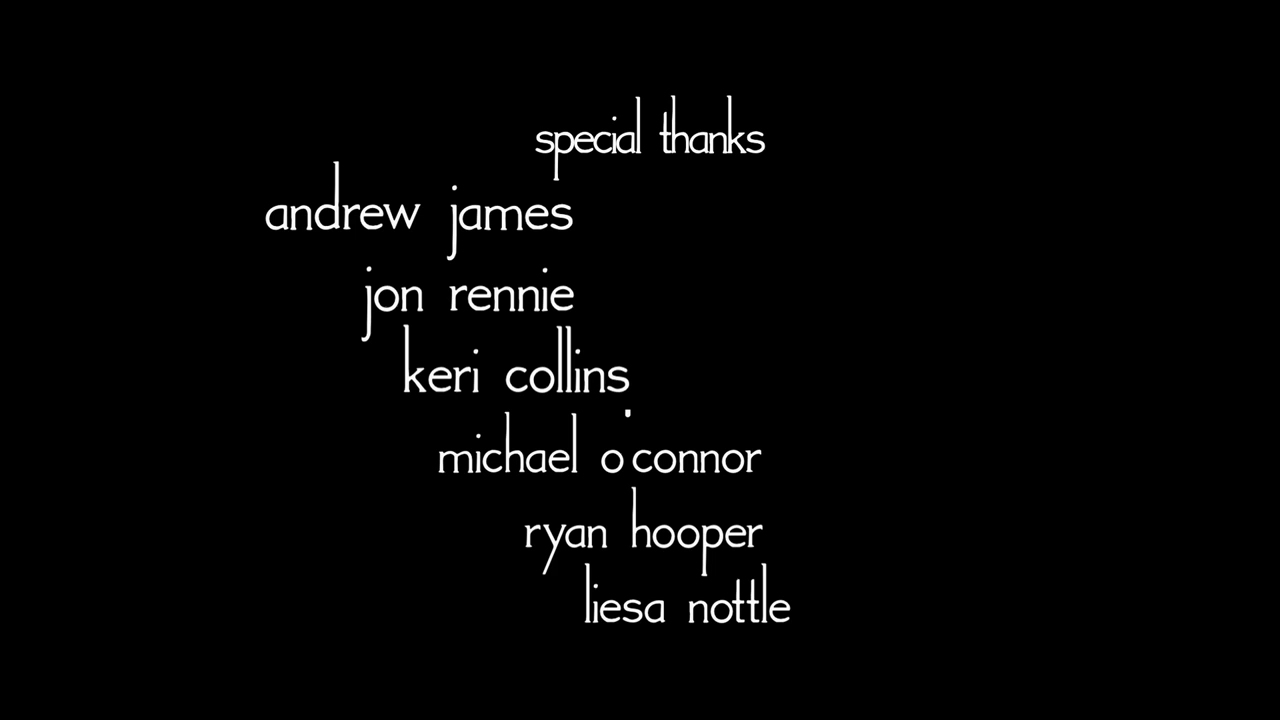 special thanks
andrew james
jon rennie
keri collins
michael o'connor
ryan hooper
liesa nottle